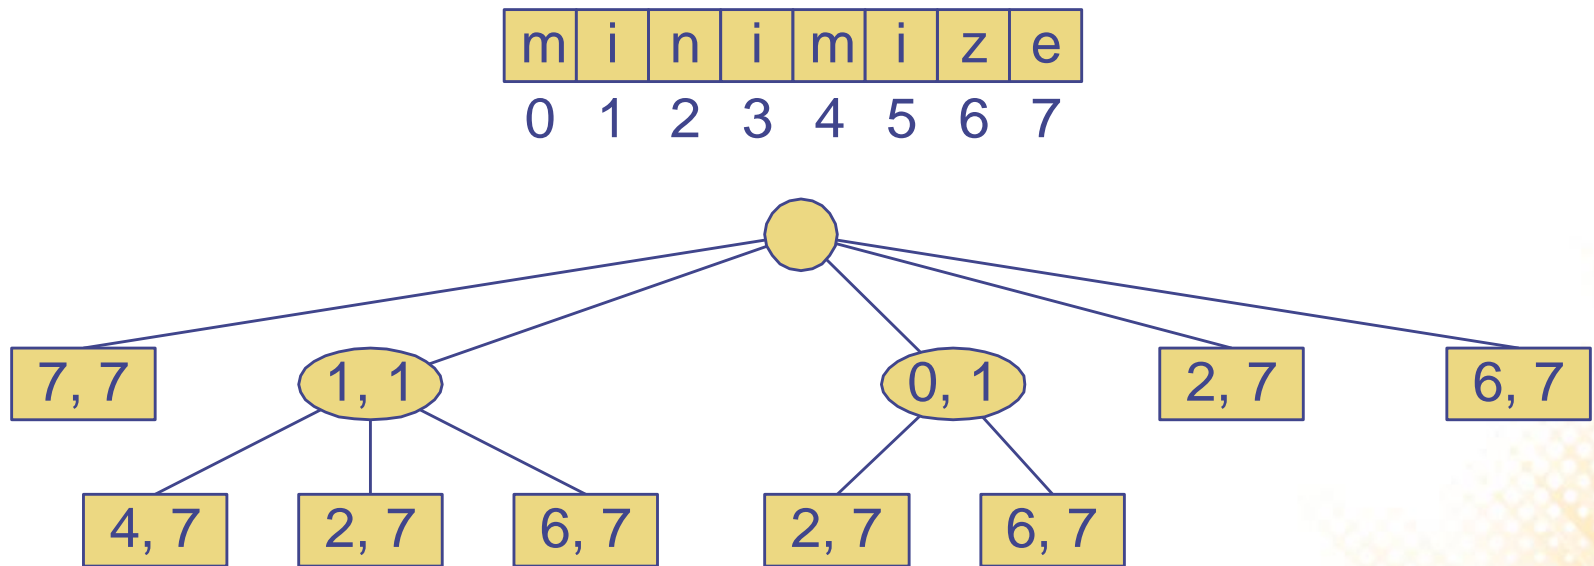 m i n i m i z e
0 1 2 3 4 5 6 7
7, 7 1, 1 0, 1 2, 7 6, 7
4, 7 2, 7 6, 7 2, 7 6, 7